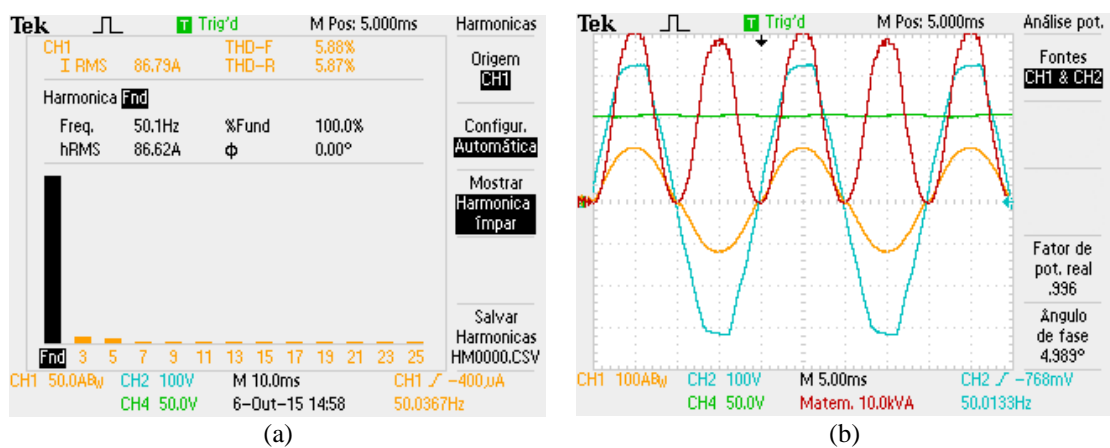 Tek T Trig'd M Pos: 5.000ms Harmonicas
CH1 THD-F 5.88%
I RMS 86.79A THD-R 5.87%
Origem
CH1
Harmonica Fnd
Freq. 50.1Hz %Fund 100.0%
hRMS 86.62A ϕ 0.00°
Configur.
Automática
Mostrar
Harmonica
ímpar
Salvar
Harmonicas
HM0000.CSV
Fnd 3 5 7 9 11 13 15 17 19 21 23 25
CH1 50.0ABW CH2 100V M 10.0ms CH1 -400uA
CH4 50.0V 6-Out-15 14:58 50.0367Hz
(a)
Tek T Trig'd M Pos: 5.000ms Análise pot.
Fontes
CH1 & CH2
M
Fator de
pot. real
.996
Ângulo
de fase
4.989°
CH1 100ABW CH2 100V M 5.00ms CH2 -768mV
CH4 50.0V Matem. 10.0kVA 50.0133Hz
(b)